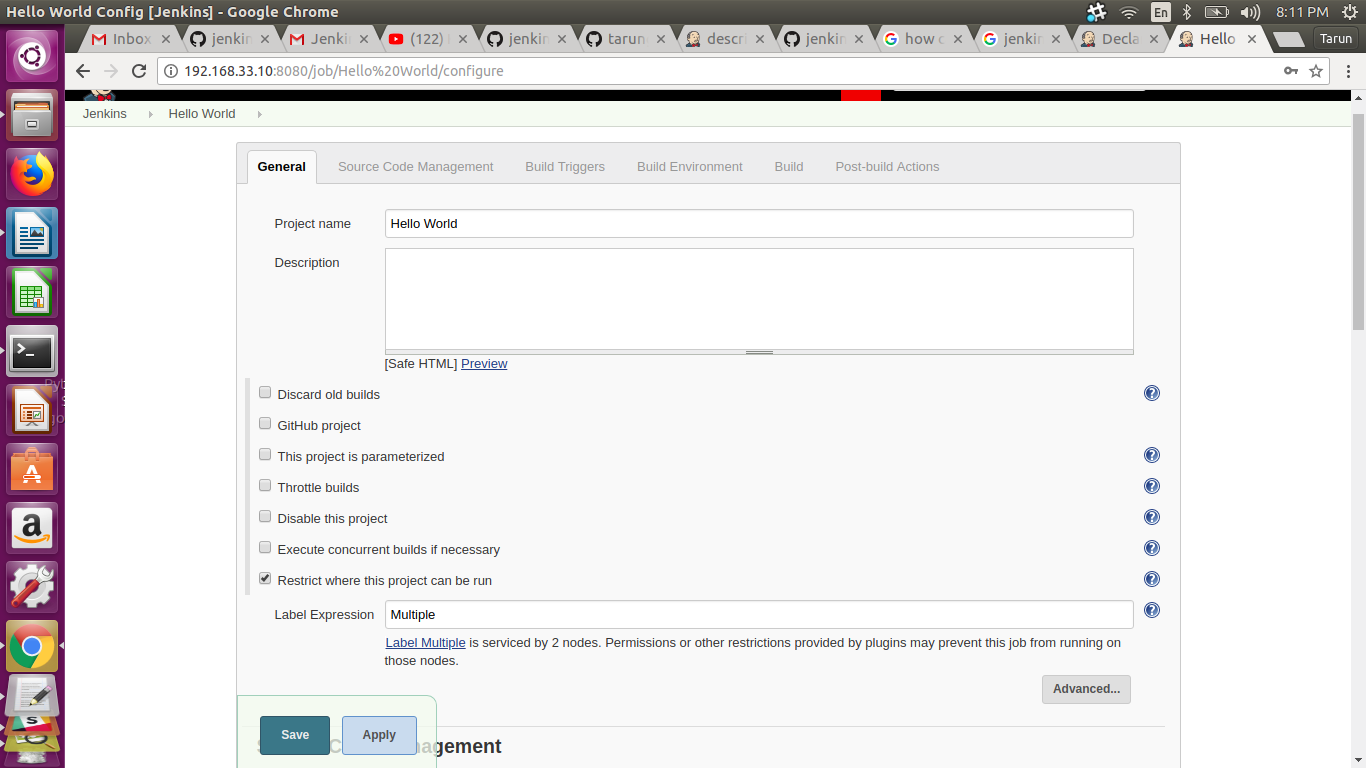 Hello World Config [Jenkins] - Google Chrome
En
8:11 PM
Inbox
jenkin
Jenki
(122)
jenkin
tarun
descri
jenkin
how c
jenkin
Decla
Hello
Tarun
192.168.33.10:8080/job/Hello%20World/configure
Jenkins
Hello World
General
Source Code Management
Build Triggers
Build Environment
Build
Post-build Actions
Project name
Hello World
Description
[Safe HTML] Preview
Discard old builds
GitHub project
This project is parameterized
Throttle builds
Disable this project
Execute concurrent builds if necessary
Restrict where this project can be run
Label Expression
Multiple
Label Multiple is serviced by 2 nodes. Permissions or other restrictions provided by plugins may prevent this job from running on
those nodes.
Advanced...
Save
Apply
agement